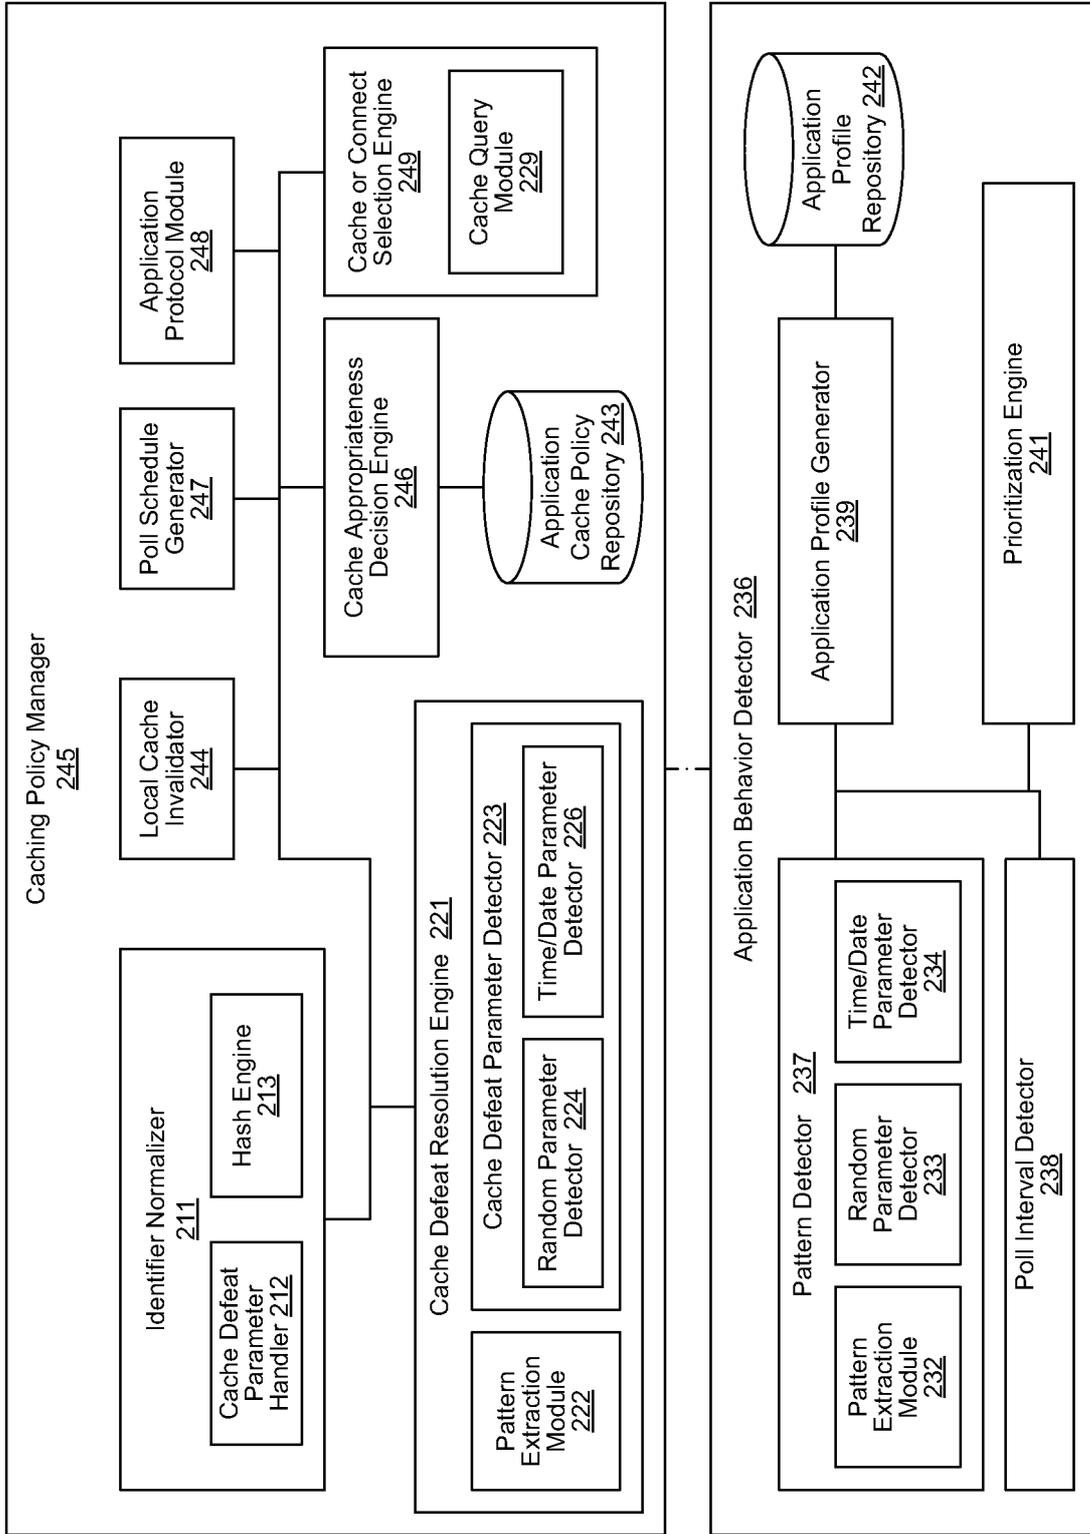 Caching Policy Manager
245
Identifier Normalizer
211
Cache Defeat
Parameter
Handler 212
Hash Engine
213
Local Cache
Invalidator
244
Poll Schedule
Generator
247
Application
Protocol Module
248
Cache Defeat Resolution Engine 221
Pattern
Extraction
Module
222
Cache Defeat Parameter Detector 223
Random Parameter
Detector 224
Time/Date Parameter
Detector 226
Cache Appropriateness
Decision Engine
246
Application
Cache Policy
Repository 243
Cache or Connect
Selection Engine
249
Cache Query
Module
229
Application Behavior Detector 236
Pattern Detector 237
Pattern
Extraction
Module
232
Random
Parameter
Detector
233
Time/Date
Parameter
Detector
234
Application Profile Generator
239
Application
Profile
Repository 242
Poll Interval Detector
238
Prioritization Engine
241